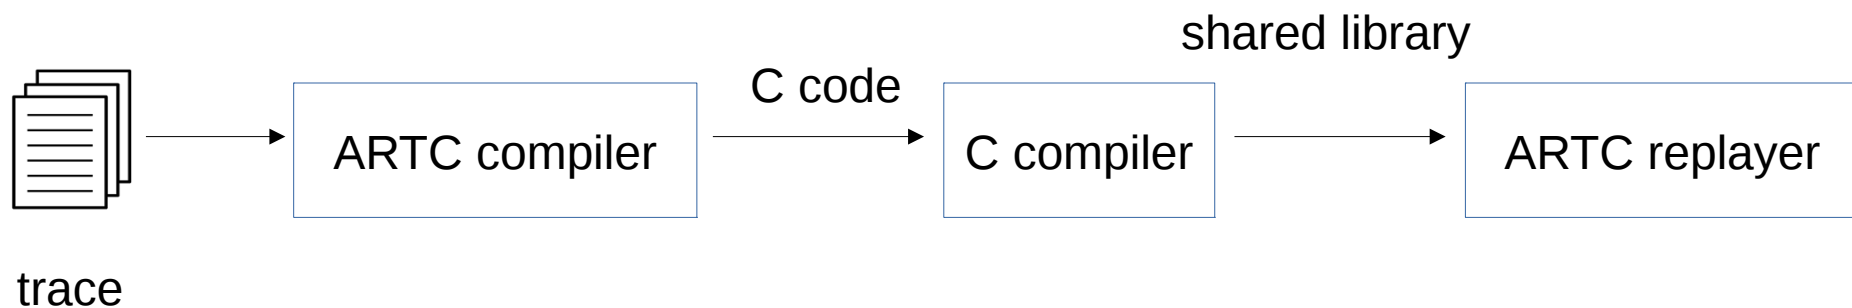 shared library
C code
ARTC compiler
C compiler
ARTC replayer
trace